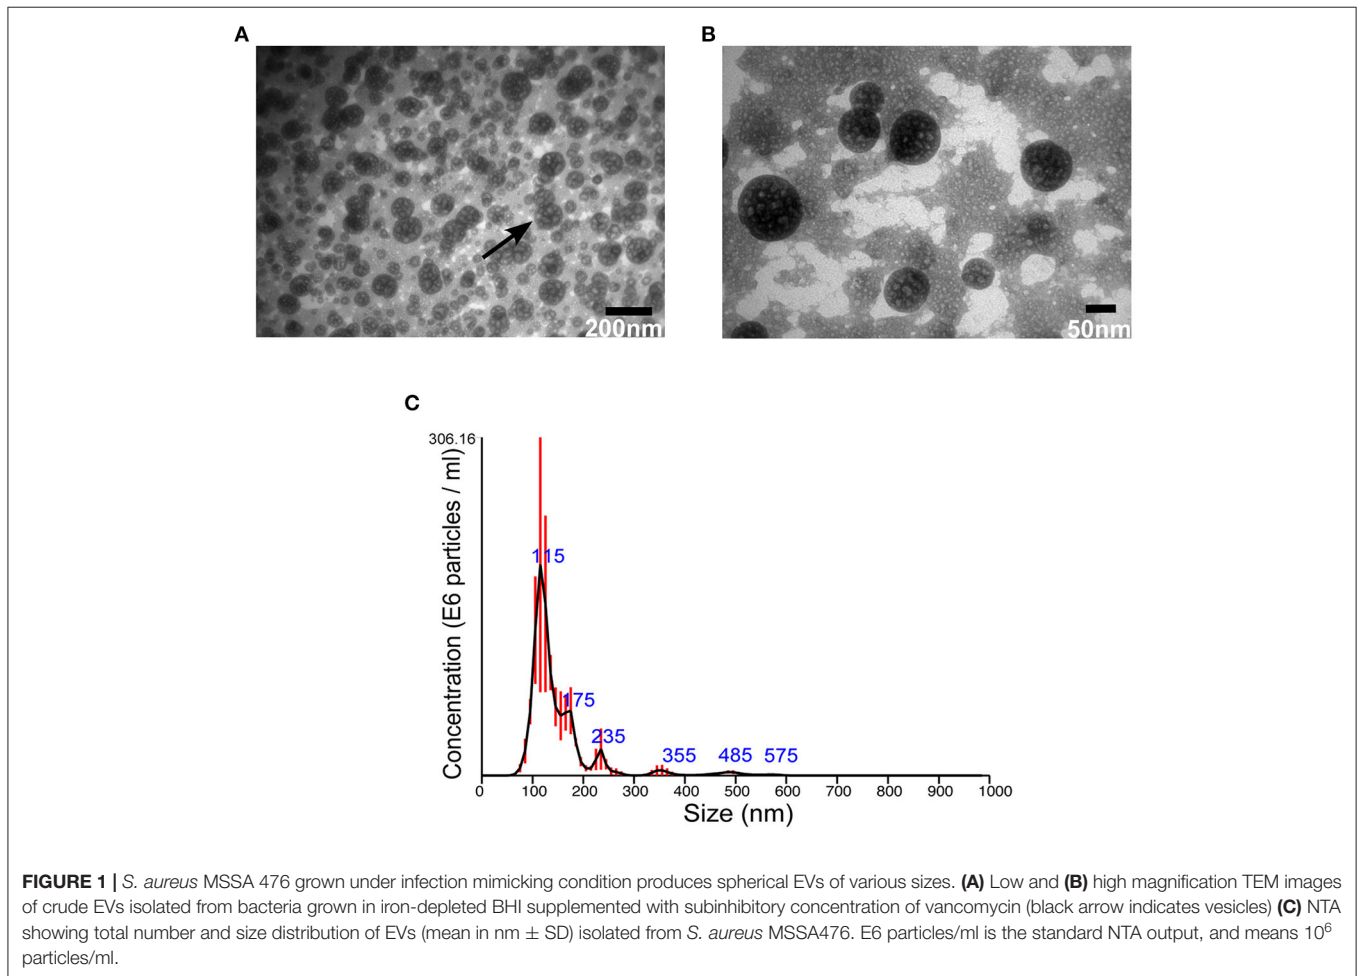 A
B
200nm
50nm
C
306.16
Concentration (E6 particles / ml)
115
175
235
355
485
575
0
100
200
300
400
500
600
700
800
900
1000
Size (nm)
FIGURE 1 | S. aureus MSSA 476 grown under infection mimicking condition produces spherical EVs of various sizes. (A) Low and (B) high magnification TEM images
of crude EVs isolated from bacteria grown in iron-depleted BHI supplemented with subinhibitory concentration of vancomycin (black arrow indicates vesicles) (C) NTA
showing total number and size distribution of EVs (mean in nm ± SD) isolated from S. aureus MSSA476. E6 particles/ml is the standard NTA output, and means 10⁶
particles/ml.